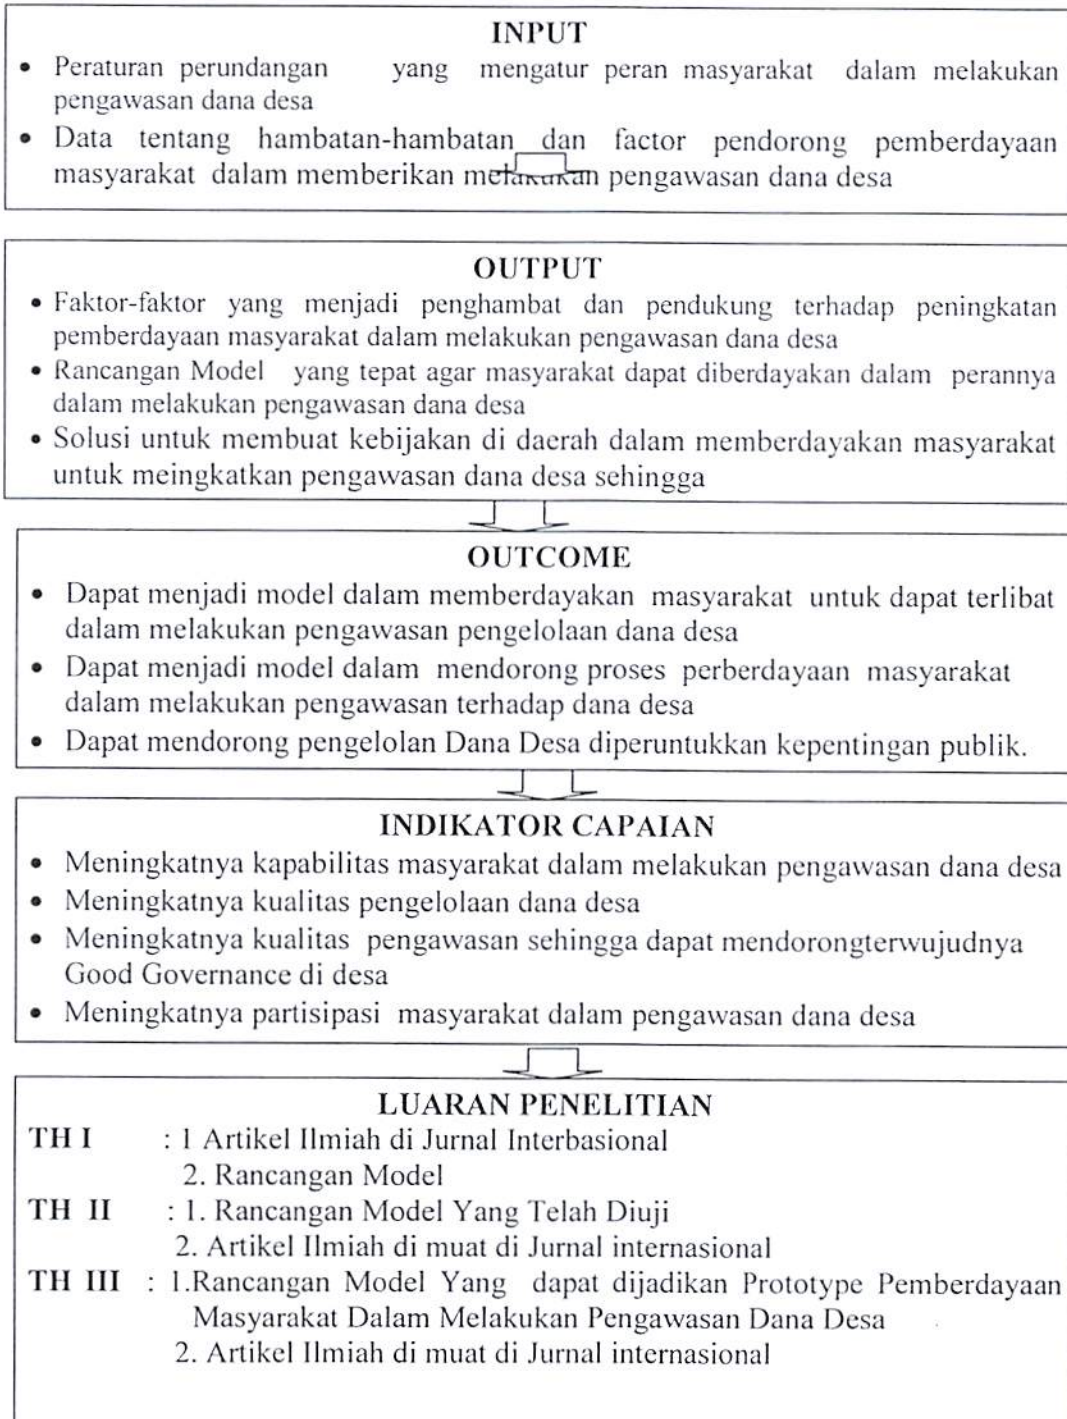 INPUT
• Peraturan perundangan yang mengatur peran masyarakat dalam melakukan
pengawasan dana desa
• Data tentang hambatan-hambatan dan factor pendorong pemberdayaan
masyarakat dalam memberikan melakukan pengawasan dana desa
OUTPUT
• Faktor-faktor yang menjadi penghambat dan pendukung terhadap peningkatan
pemberdayaan masyarakat dalam melakukan pengawasan dana desa
• Rancangan Model yang tepat agar masyarakat dapat diberdayakan dalam perannya
dalam melakukan pengawasan dana desa
• Solusi untuk membuat kebijakan di daerah dalam memberdayakan masyarakat
untuk meingkatkan pengawasan dana desa sehingga
OUTCOME
• Dapat menjadi model dalam memberdayakan masyarakat untuk dapat terlibat
dalam melakukan pengawasan pengelolaan dana desa
• Dapat menjadi model dalam mendorong proses perberdayaan masyarakat
dalam melakukan pengawasan terhadap dana desa
• Dapat mendorong pengelolan Dana Desa diperuntukkan kepentingan publik.
INDIKATOR CAPAIAN
• Meningkatnya kapabilitas masyarakat dalam melakukan pengawasan dana desa
• Meningkatnya kualitas pengelolaan dana desa
• Meningkatnya kualitas pengawasan sehingga dapat mendorongterwujudnya
Good Governance di desa
• Meningkatnya partisipasi masyarakat dalam pengawasan dana desa
LUARAN PENELITIAN
TH I : 1 Artikel Ilmiah di Jurnal Interbasional
2. Rancangan Model
TH II : 1. Rancangan Model Yang Telah Diuji
2. Artikel Ilmiah di muat di Jurnal internasional
TH III : 1.Rancangan Model Yang dapat dijadikan Prototype Pemberdayaan
Masyarakat Dalam Melakukan Pengawasan Dana Desa
2. Artikel Ilmiah di muat di Jurnal internasional